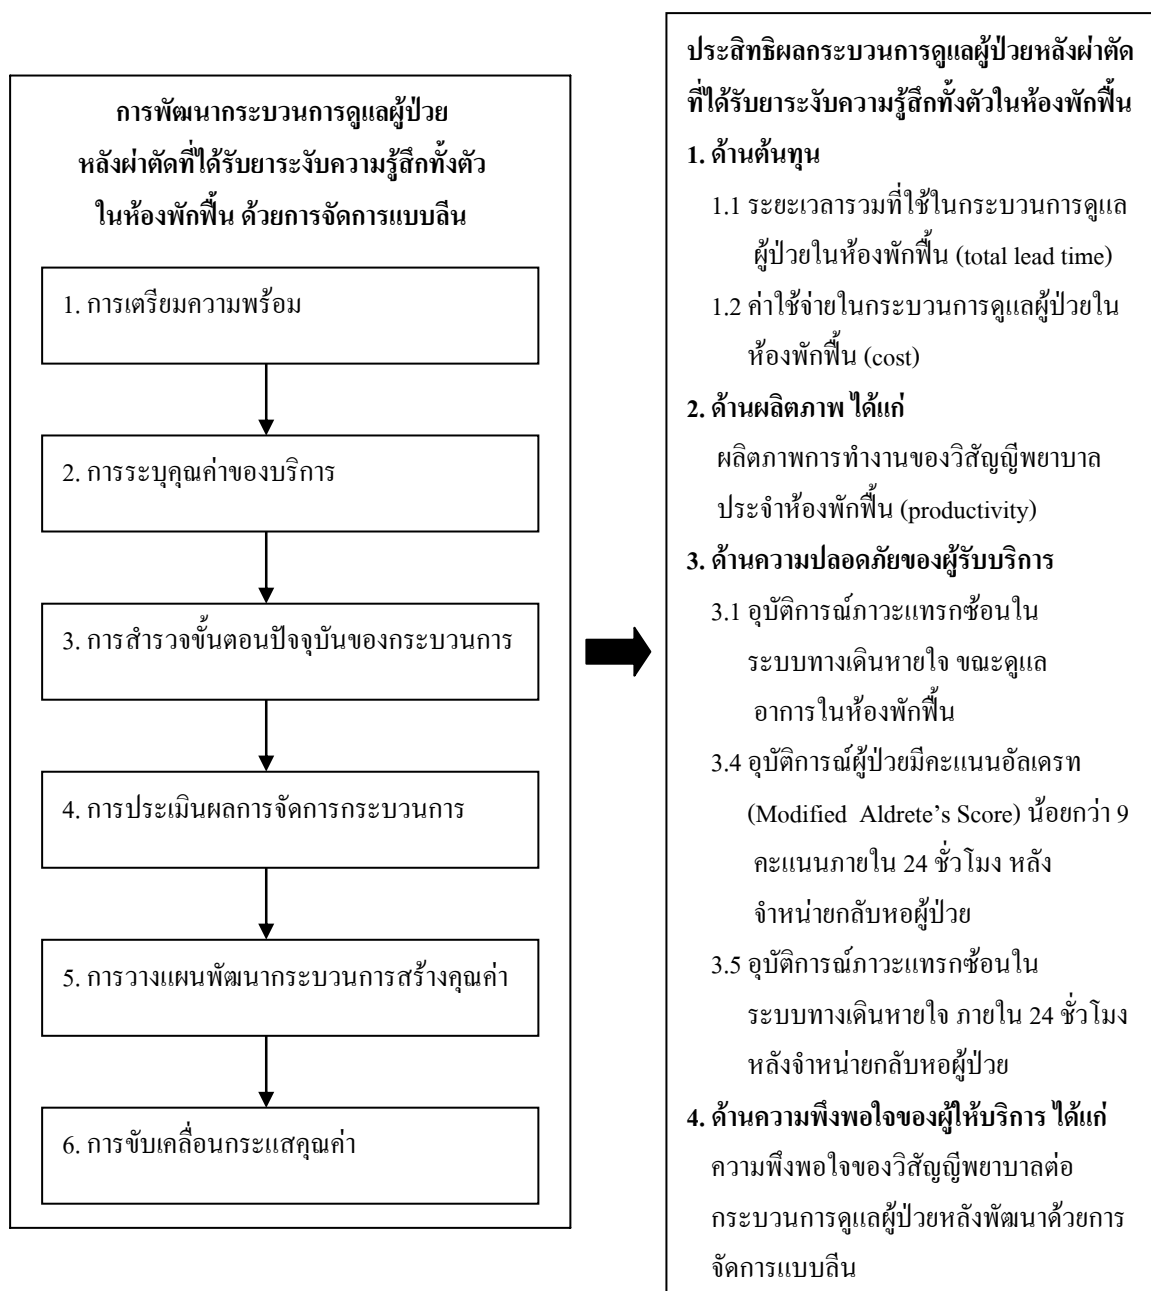 การพัฒนากระบวนการดูแลผู้ป่วย
หลังผ่าตัดที่ได้รับยาระงับความรู้สึกทั้งตัว
ในห้องพักฟื้น ด้วยการจัดการแบบลีน
1. การเตรียมความพร้อม
2. การระบุคุณค่าของบริการ
3. การสำรวจขั้นตอนปัจจุบันของกระบวนการ
4. การประเมินผลการจัดการกระบวนการ
5. การวางแผนพัฒนากระบวนการสร้างคุณค่า
6. การขับเคลื่อนกระแสคุณค่า
ประสิทธิผลกระบวนการดูแลผู้ป่วยหลังผ่าตัด
ที่ได้รับยาระงับความรู้สึกทั้งตัวในห้องพักฟื้น
1. ด้านต้นทุน
1.1 ระยะเวลารวมที่ใช้ในกระบวนการดูแล
ผู้ป่วยในห้องพักฟื้น (total lead time)
1.2 ค่าใช้จ่ายในกระบวนการดูแลผู้ป่วยใน
ห้องพักฟื้น (cost)
2. ด้านผลิตภาพ ได้แก่
ผลิตภาพการทำงานของวิสัญญีพยาบาล
ประจำห้องพักฟื้น (productivity)
3. ด้านความปลอดภัยของผู้รับบริการ
3.1 อุบัติการณ์ภาวะแทรกซ้อนใน
ระบบทางเดินหายใจ ขณะดูแล
อาการในห้องพักฟื้น
3.4 อุบัติการณ์ผู้ป่วยมีคะแนนอัลเดรท
(Modified Aldrete's Score) น้อยกว่า 9
คะแนนภายใน 24 ชั่วโมง หลัง
จำหน่ายกลับหอผู้ป่วย
3.5 อุบัติการณ์ภาวะแทรกซ้อนใน
ระบบทางเดินหายใจ ภายใน 24 ชั่วโมง
หลังจำหน่ายกลับหอผู้ป่วย
4. ด้านความพึงพอใจของผู้ให้บริการ ได้แก่
ความพึงพอใจของวิสัญญีพยาบาลต่อ
กระบวนการดูแลผู้ป่วยหลังพัฒนาด้วยการ
จัดการแบบลีน